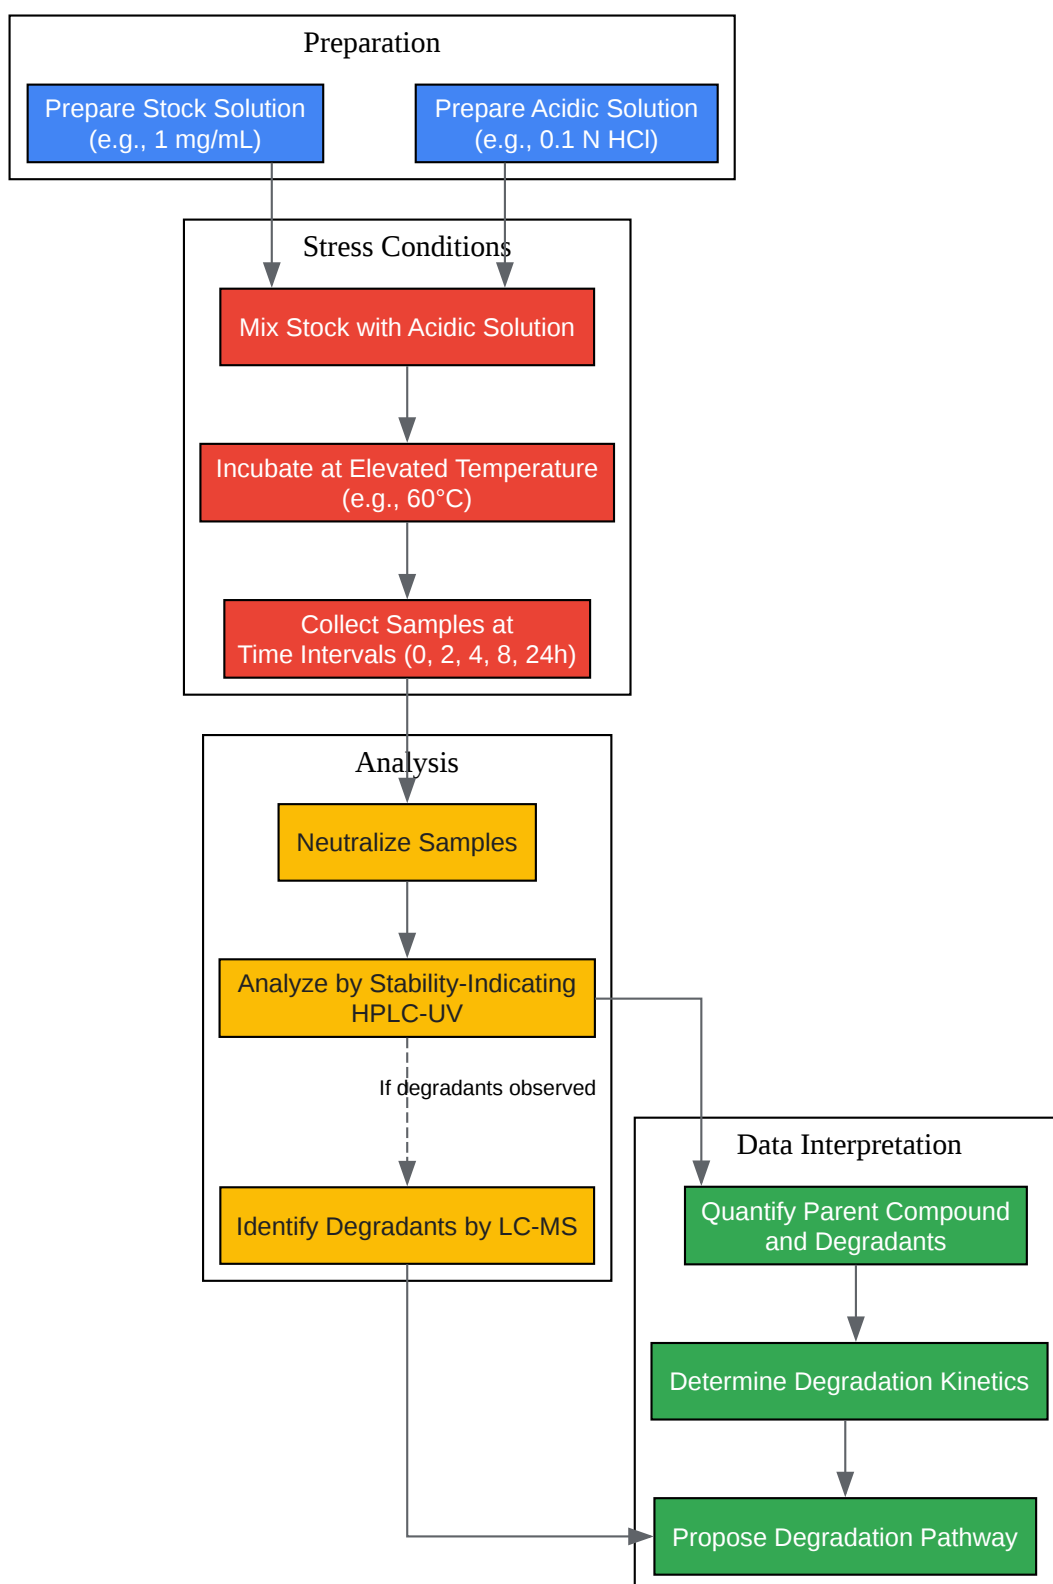 Preparation
Prepare Stock Solution
(e.g., 1 mg/mL)
Prepare Acidic Solution
(e.g., 0.1 N HCl)
Stress Conditions
Mix Stock with Acidic Solution
Incubate at Elevated Temperature
(e.g., 60°C)
Collect Samples at
Time Intervals (0, 2, 4, 8, 24h)
Analysis
Neutralize Samples
Analyze by Stability-Indicating
HPLC-UV
If degradants observed
Identify Degradants by LC-MS
Data Interpretation
Quantify Parent Compound
and Degradants
Determine Degradation Kinetics
Propose Degradation Pathway